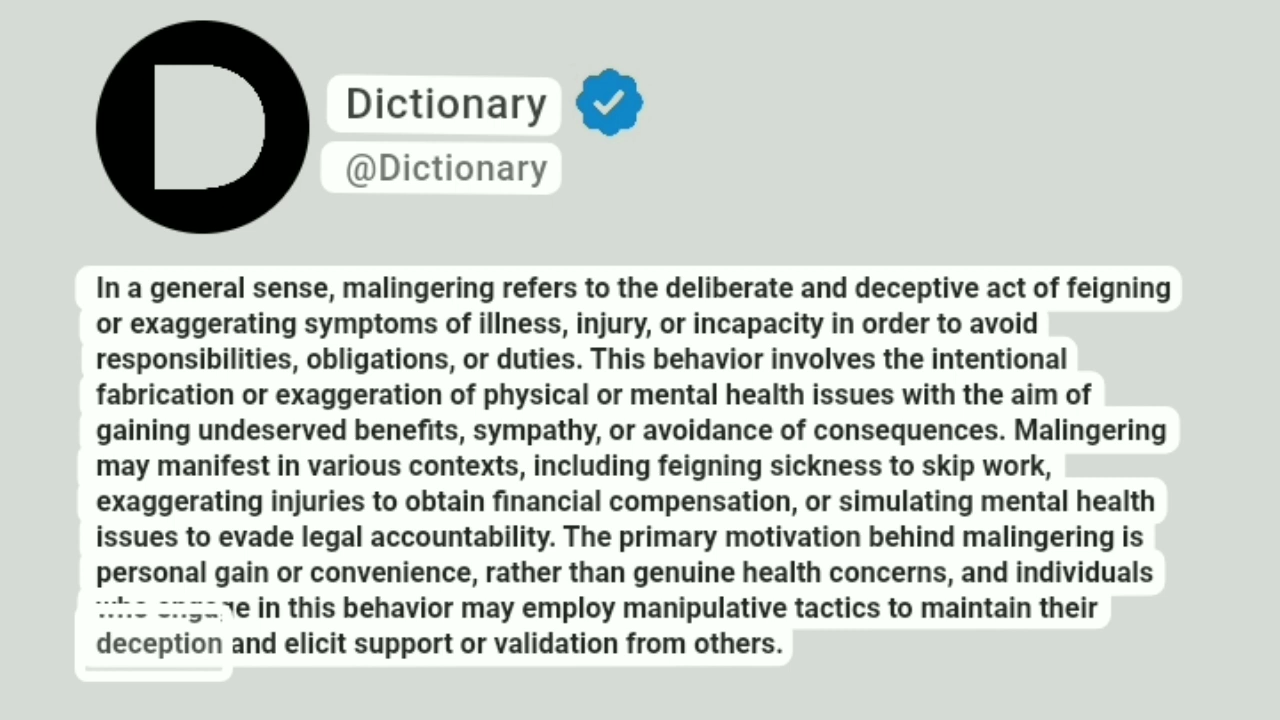 D
Dictionary
@Dictionary
In a general sense, malingering refers to the deliberate and deceptive act of feigning
or exaggerating symptoms of illness, injury, or incapacity in order to avoid
responsibilities, obligations, or duties. This behavior involves the intentional
fabrication or exaggeration of physical or mental health issues with the aim of
gaining undeserved benefits, sympathy, or avoidance of consequences. Malingering
may manifest in various contexts, including feigning sickness to skip work,
exaggerating injuries to obtain financial compensation, or simulating mental health
issues to evade legal accountability. The primary motivation behind malingering is
personal gain or convenience, rather than genuine health concerns, and individuals
who engage in this behavior may employ manipulative tactics to maintain their
deception and elicit support or validation from others.